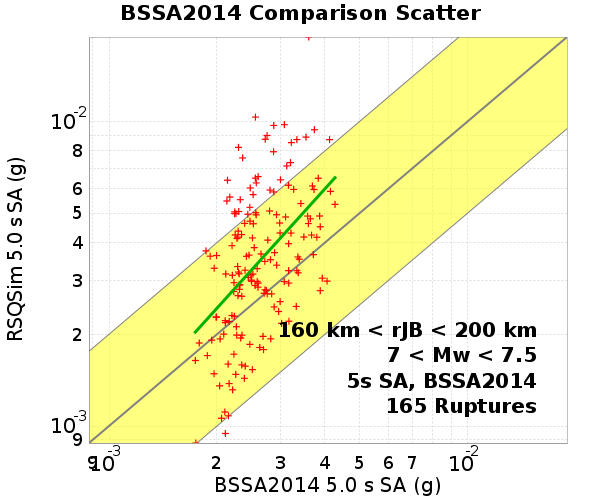 BSSA2014 Comparison Scatter
RSQSim 5.0 s SA (g)
10-2
8
6
5
4
3
2
10-3
9
160 km < rJB < 200 km
7 < Mw < 7.5
5s SA, BSSA2014
165 Ruptures
9 10-3 2 3 4 5 6 7 10-2
BSSA2014 5.0 s SA (g)